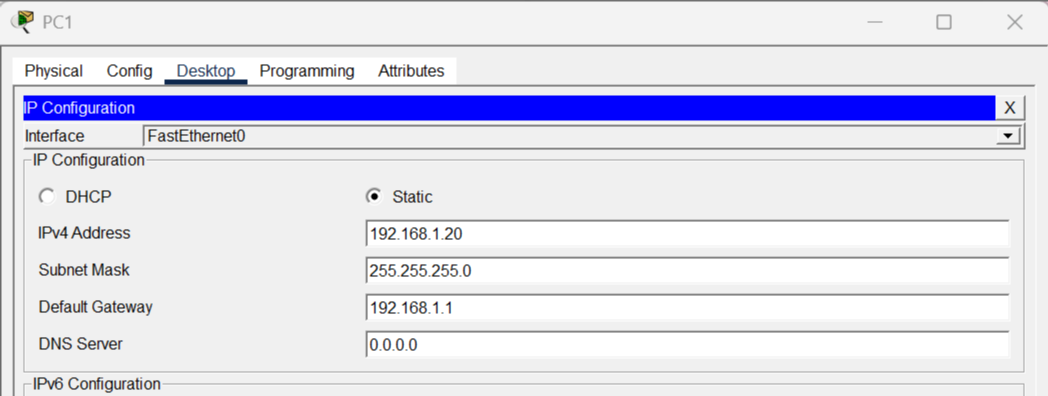 PC1
Physical Config Desktop Programming Attributes
IP Configuration X
Interface FastEthernet0
IP Configuration
DHCP Static
IPv4 Address 192.168.1.20
Subnet Mask 255.255.255.0
Default Gateway 192.168.1.1
DNS Server 0.0.0.0
IPv6 Configuration